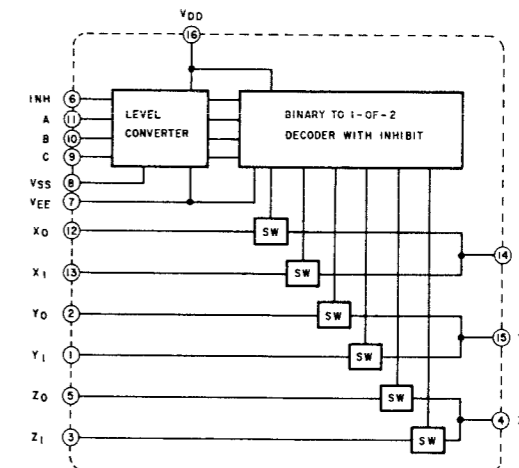 VDD
16
INH 6
A 11
B 10
C 9
VSS 8
VEE 7
LEVEL
CONVERTER
BINARY TO 1-OF-2
DECODER WITH INHIBIT
X0 12
SW
14
X1 13
SW
Y0 2
SW
15
Y1 1
SW
Z0 5
SW
4
Z1 3
SW